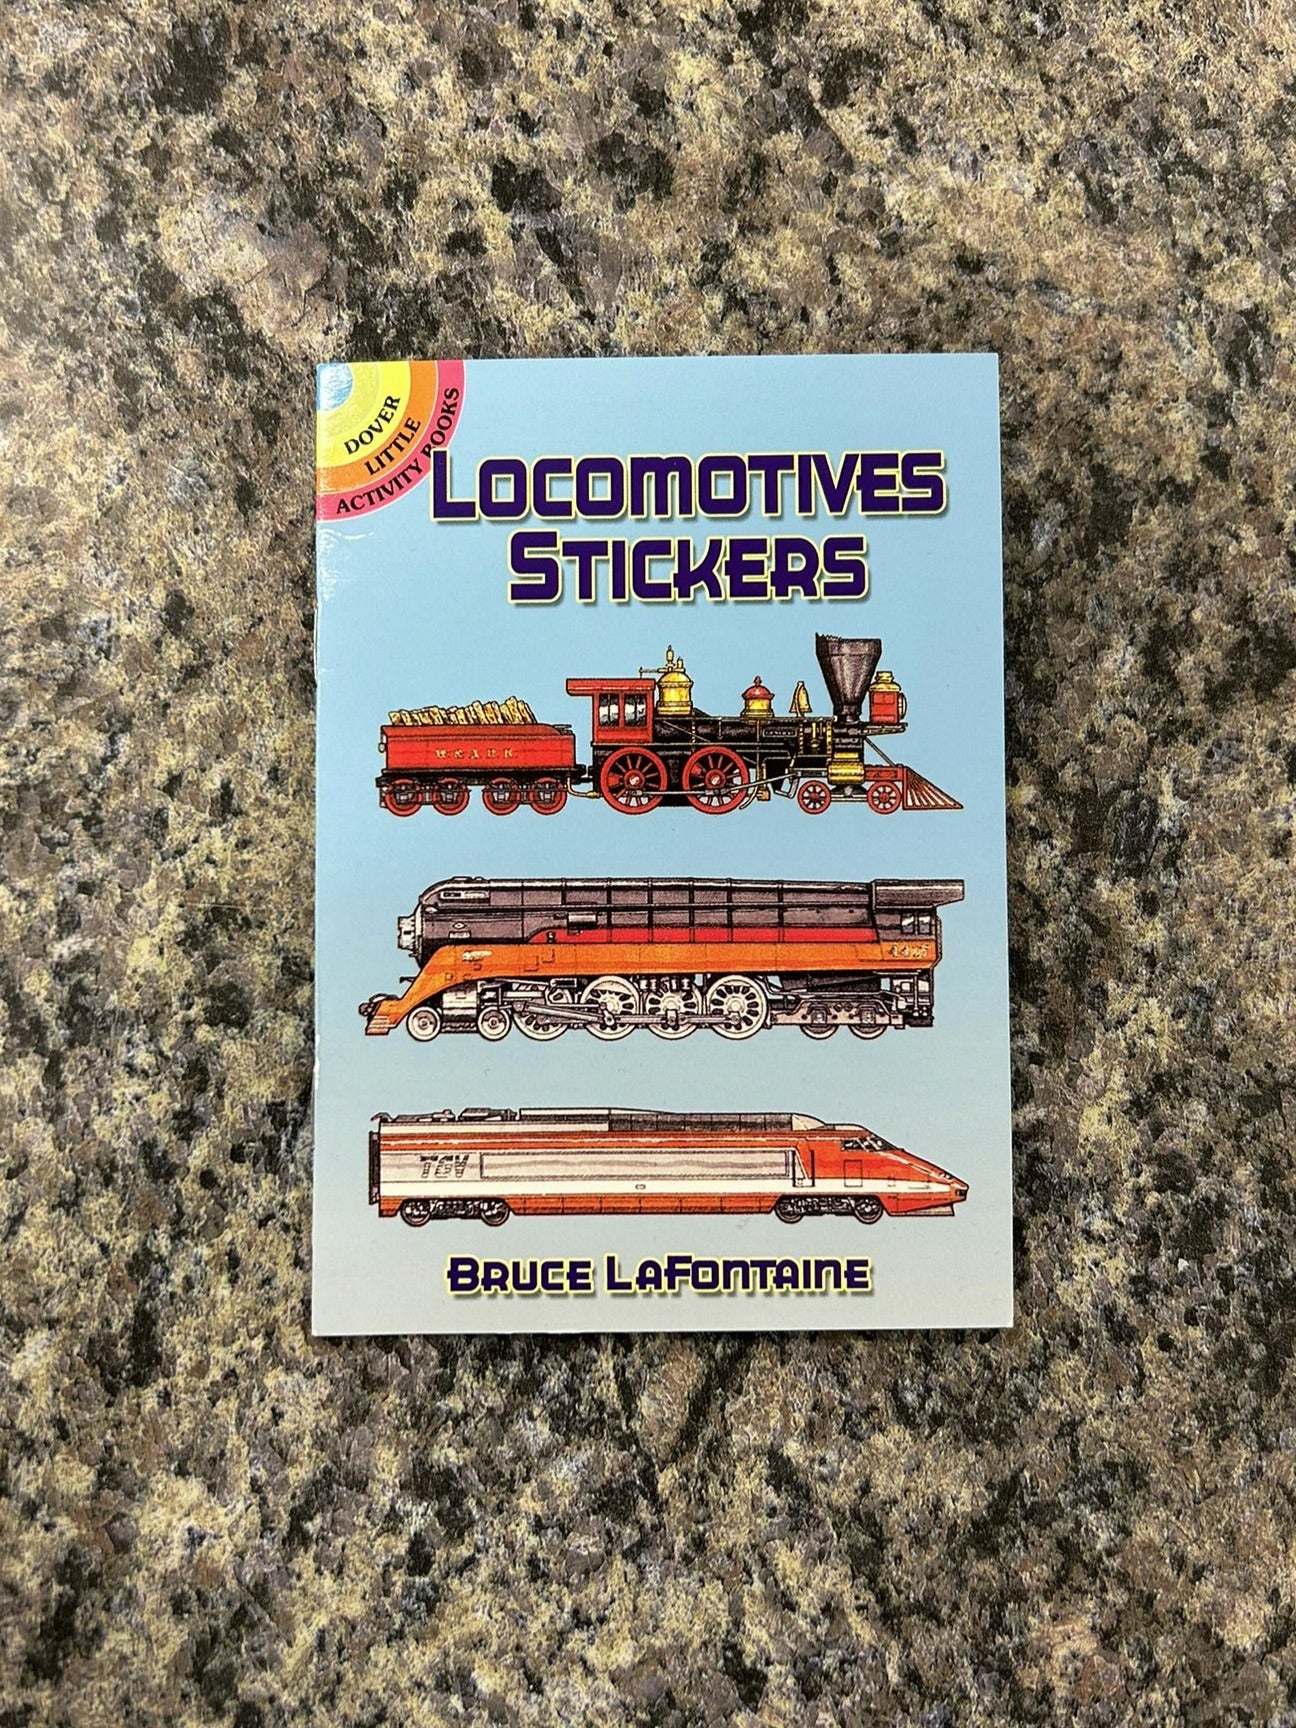 DOVER
LITTLE
ACTIVITY BOOKS
LOCOMOTIVES
STICKERS
TGV
BRUCE LAFONTAINE